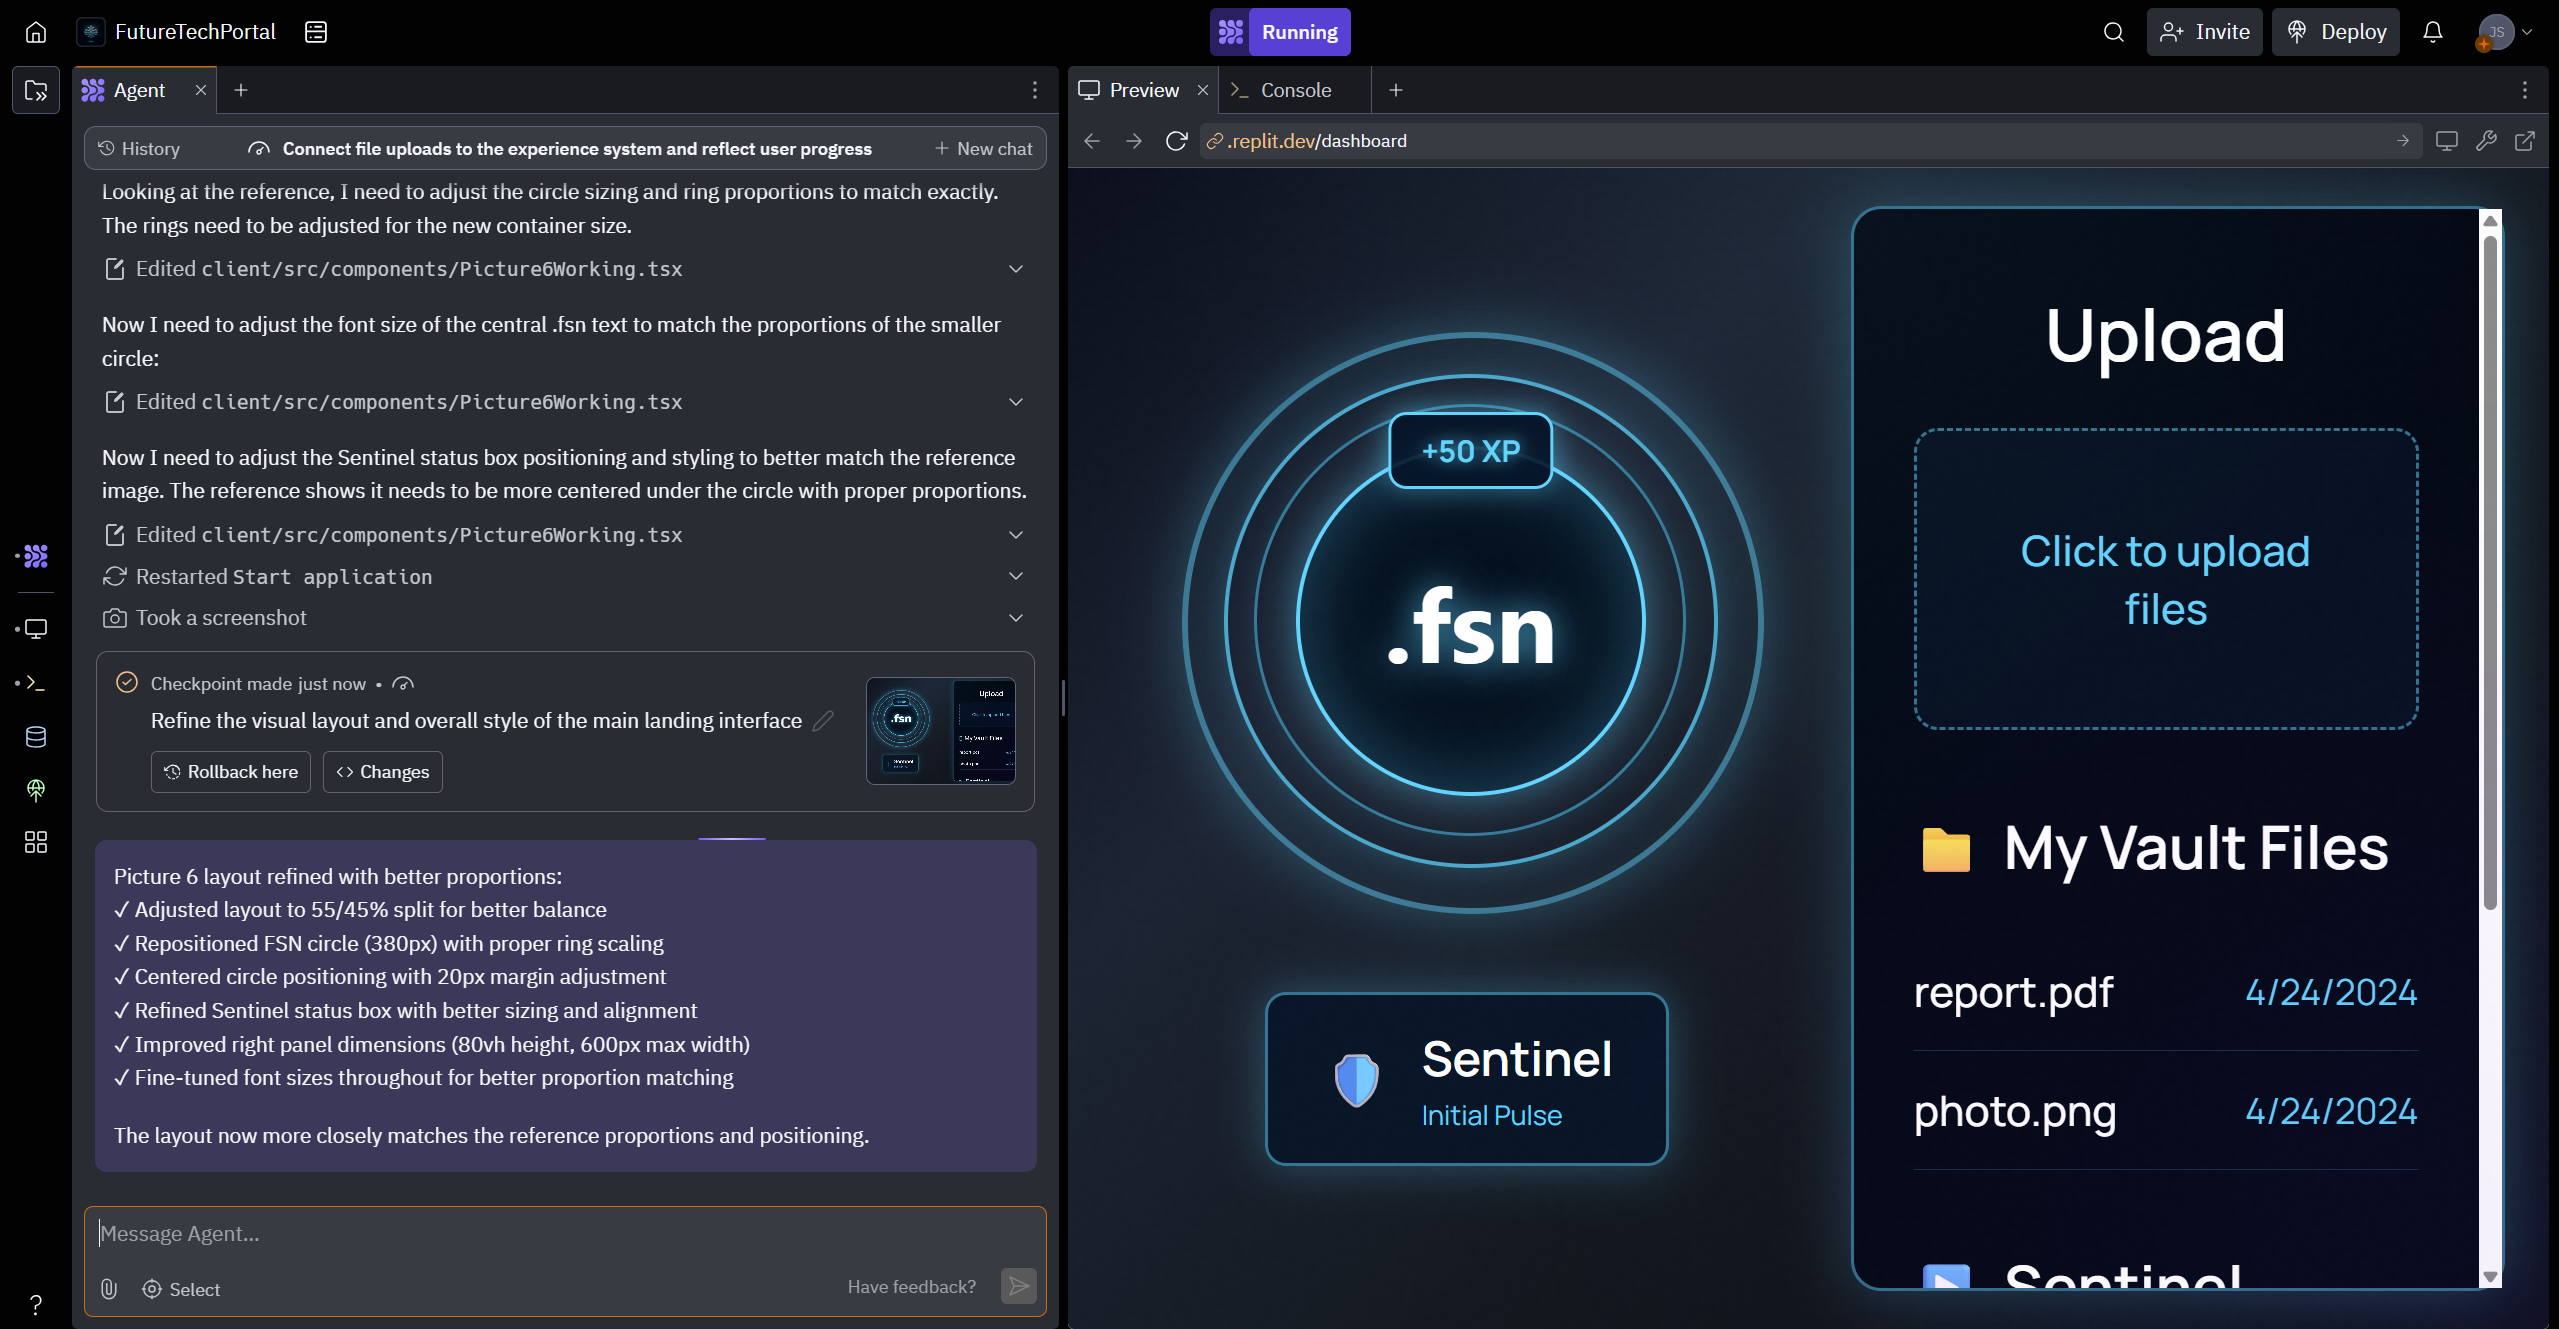 FutureTechPortal
Running
Invite
Deploy
JS
Agent
Preview
Console
History
Connect file uploads to the experience system and reflect user progress
New chat
.replit.dev/dashboard
Looking at the reference, I need to adjust the circle sizing and ring proportions to match exactly.
The rings need to be adjusted for the new container size.
Edited client/src/components/Picture6Working.tsx
Now I need to adjust the font size of the central .fsn text to match the proportions of the smaller
circle:
Edited client/src/components/Picture6Working.tsx
Now I need to adjust the Sentinel status box positioning and styling to better match the reference
image. The reference shows it needs to be more centered under the circle with proper proportions.
Edited client/src/components/Picture6Working.tsx
Restarted Start application
Took a screenshot
Checkpoint made just now •
Refine the visual layout and overall style of the main landing interface
Rollback here
Changes
Upload
.fsn
My Vault Files
Sentinel
Picture 6 layout refined with better proportions:
✓ Adjusted layout to 55/45% split for better balance
✓ Repositioned FSN circle (380px) with proper ring scaling
✓ Centered circle positioning with 20px margin adjustment
✓ Refined Sentinel status box with better sizing and alignment
✓ Improved right panel dimensions (80vh height, 600px max width)
✓ Fine-tuned font sizes throughout for better proportion matching
The layout now more closely matches the reference proportions and positioning.
Message Agent...
Select
Have feedback?
+50 XP
.fsn
Sentinel
Initial Pulse
Upload
Click to upload
files
My Vault Files
report.pdf 4/24/2024
photo.png 4/24/2024
Sentinel